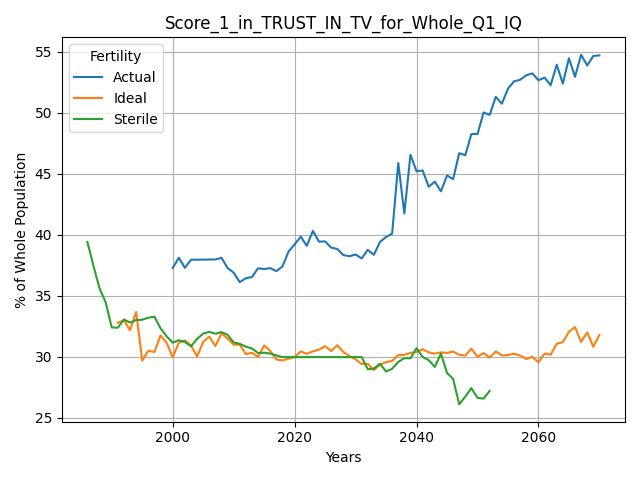 Score_1_in_TRUST_IN_TV_for_Whole_Q1_IQ
Fertility
Actual
Ideal
Sterile
% of Whole Population
55
50
45
40
35
30
25
2000
2020
2040
2060
Years